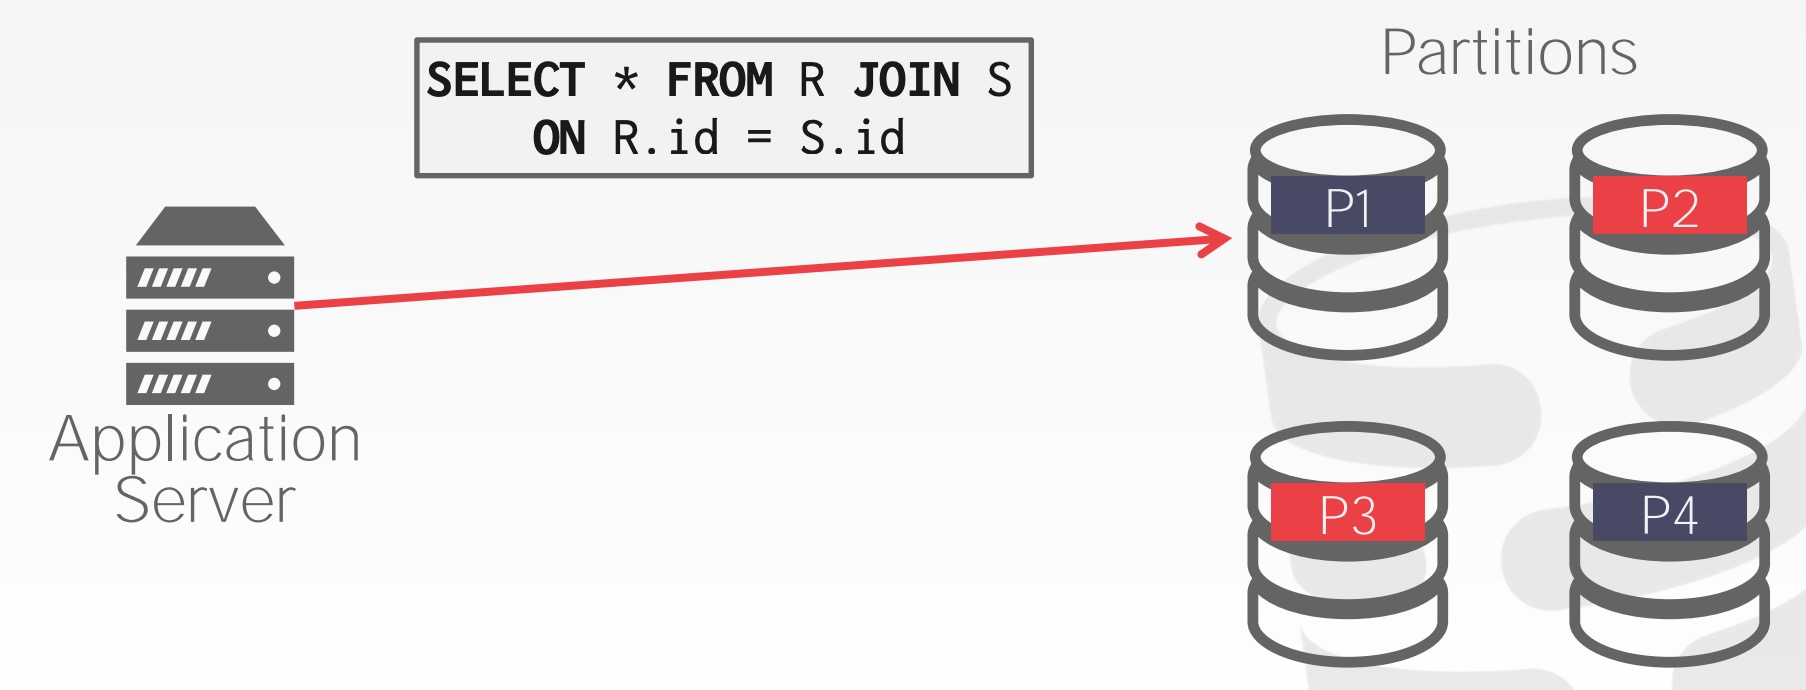 Partitions
SELECT * FROM R JOIN S
ON R.id = S.id
P1
P2
Application
Server
P3
P4